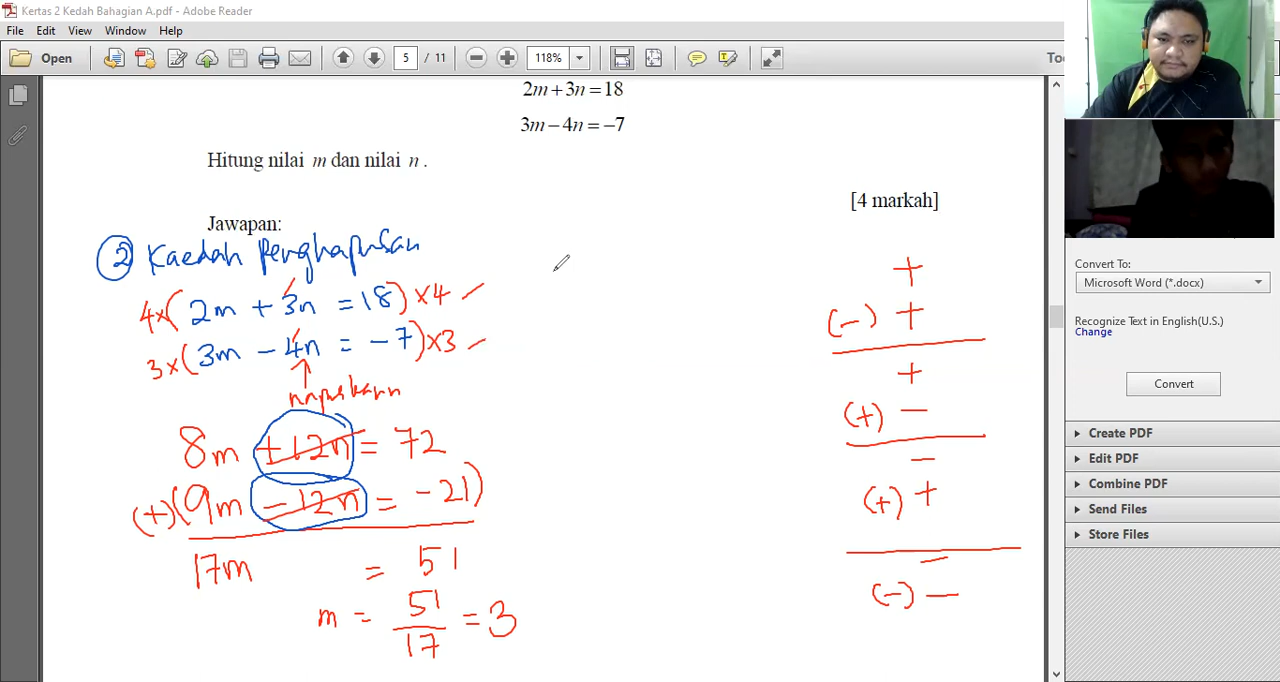 Kertas 2 Kedah Bahagian A.pdf - Adobe Reader
File Edit View Window Help
Open 5 / 11 118% To
2m + 3n = 18
3m − 4n = −7
Hitung nilai m dan nilai n .
[4 markah]
Jawapan:
2 Kaedah Penghapusan
4×( 2m + 3n = 18 ) ×4
3×( 3m − 4n = −7 ) ×3
hapuskan
8m + 12n = 72
(+) (9m − 12n = −21)
17m = 51
m = 51/17 = 3
+
(−) +
+
(+) −
−
(+) +
−
(−) −
Convert To:
Microsoft Word (*.docx)
Recognize Text in English(U.S.)
Change
Convert
Create PDF
Edit PDF
Combine PDF
Send Files
Store Files